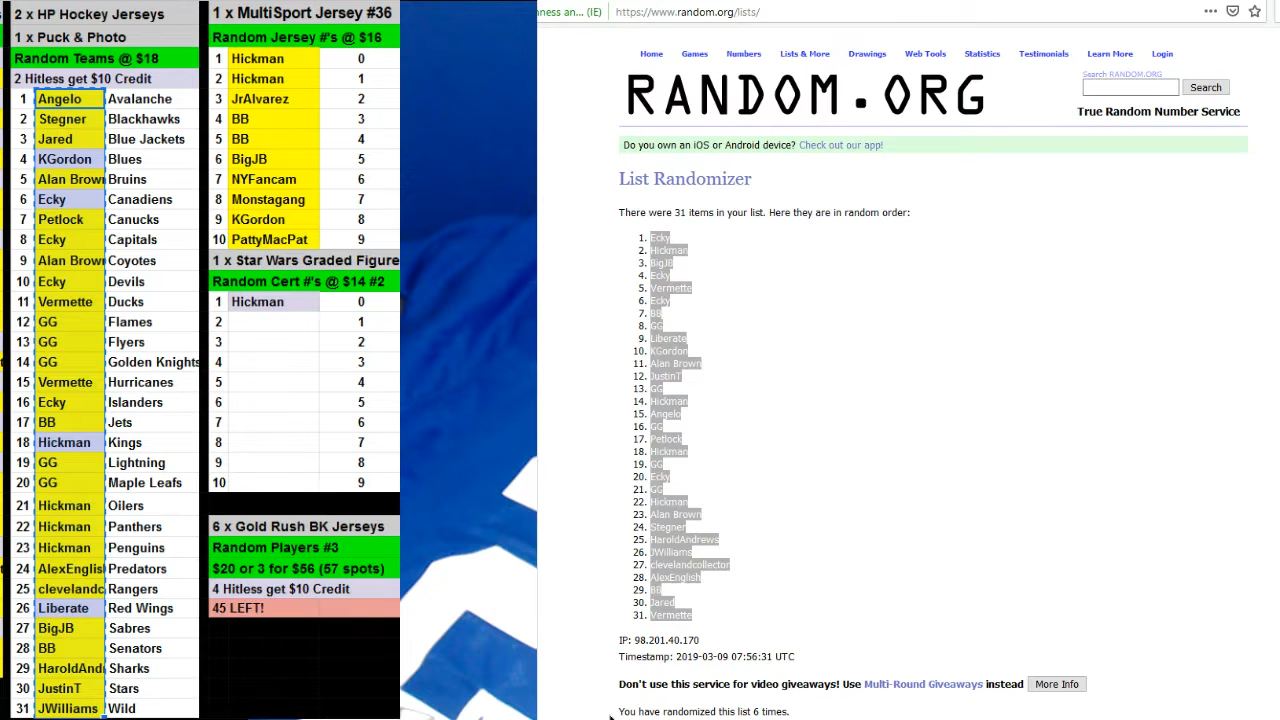 2 x HP Hockey Jerseys
1 x Puck & Photo
Random Teams @ $18
2 Hitless get $10 Credit
1 Angelo Avalanche
2 Stegner Blackhawks
3 Jared Blue Jackets
4 KGordon Blues
5 Alan Brown Bruins
6 Ecky Canadiens
7 Petlock Canucks
8 Ecky Capitals
9 Alan Brown Coyotes
10 Ecky Devils
11 Vermette Ducks
12 GG Flames
13 GG Flyers
14 GG Golden Knights
15 Vermette Hurricanes
16 Ecky Islanders
17 BB Jets
18 Hickman Kings
19 GG Lightning
20 GG Maple Leafs
21 Hickman Oilers
22 Hickman Panthers
23 Hickman Penguins
24 AlexEnglis Predators
25 clevelandc Rangers
26 Liberate Red Wings
27 BigJB Sabres
28 BB Senators
29 HaroldAnd Sharks
30 JustinT Stars
31 JWilliams Wild
1 x MultiSport Jersey #36
Random Jersey #'s @ $16
1 Hickman 0
2 Hickman 1
3 JrAlvarez 2
4 BB 3
5 BB 4
6 BigJB 5
7 NYFancam 6
8 Monstagang 7
9 KGordon 8
10 PattyMacPat 9
1 x Star Wars Graded Figure
Random Cert #'s @ $14 #2
1 Hickman 0
2 1
3 2
4 3
5 4
6 5
7 6
8 7
9 8
10 9
6 x Gold Rush BK Jerseys
Random Players #3
$20 or 3 for $56 (57 spots)
4 Hitless get $10 Credit
45 LEFT!
nness an... (IE) https://www.random.org/lists/
Home Games Numbers Lists & More Drawings Web Tools Statistics Testimonials Learn More Login
RANDOM.ORG
Search RANDOM.ORG
Search
True Random Number Service
Do you own an iOS or Android device? Check out our app!
List Randomizer
There were 31 items in your list. Here they are in random order:
1. Ecky
2. Hickman
3. BigJB
4. Ecky
5. Vermette
6. Ecky
7. BB
8. GG
9. Liberate
10. KGordon
11. Alan Brown
12. JustinT
13. GG
14. Hickman
15. Angelo
16. GG
17. Petlock
18. Hickman
19. GG
20. Ecky
21. GG
22. Hickman
23. Alan Brown
24. Stegner
25. HaroldAndrews
26. JWilliams
27. clevelandcollector
28. AlexEnglish
29. BB
30. Jared
31. Vermette
IP: 98.201.40.170
Timestamp: 2019-03-09 07:56:31 UTC
Don't use this service for video giveaways! Use Multi-Round Giveaways instead More Info
You have randomized this list 6 times.